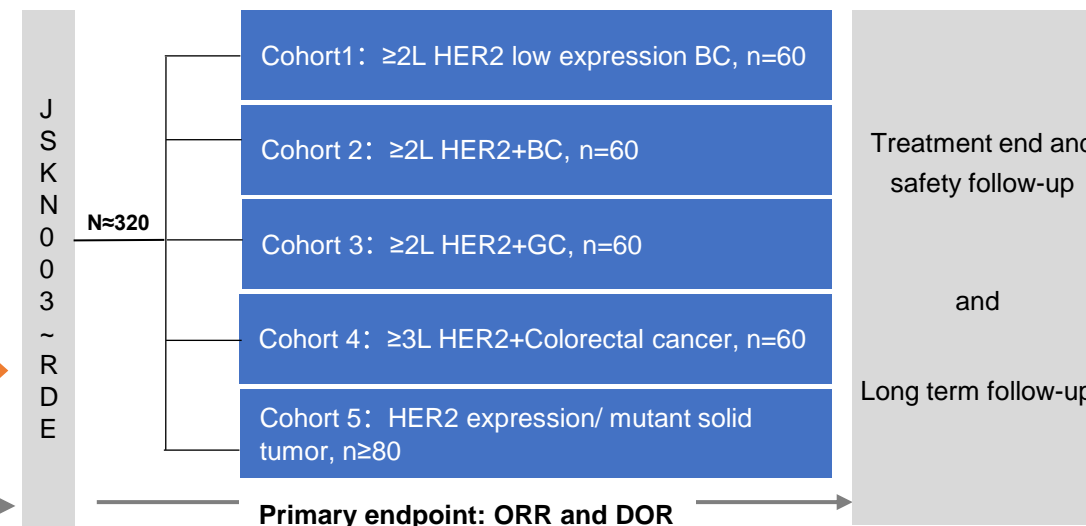 JSKN003~RDE
N≈320
Cohort1：≥2L HER2 low expression BC, n=60
Cohort 2：≥2L HER2+BC, n=60
Cohort 3：≥2L HER2+GC, n=60
Cohort 4：≥3L HER2+Colorectal cancer, n=60
Cohort 5：HER2 expression/ mutant solid
tumor, n≥80
Primary endpoint: ORR and DOR
Treatment end and
safety follow-up
and
Long term follow-up